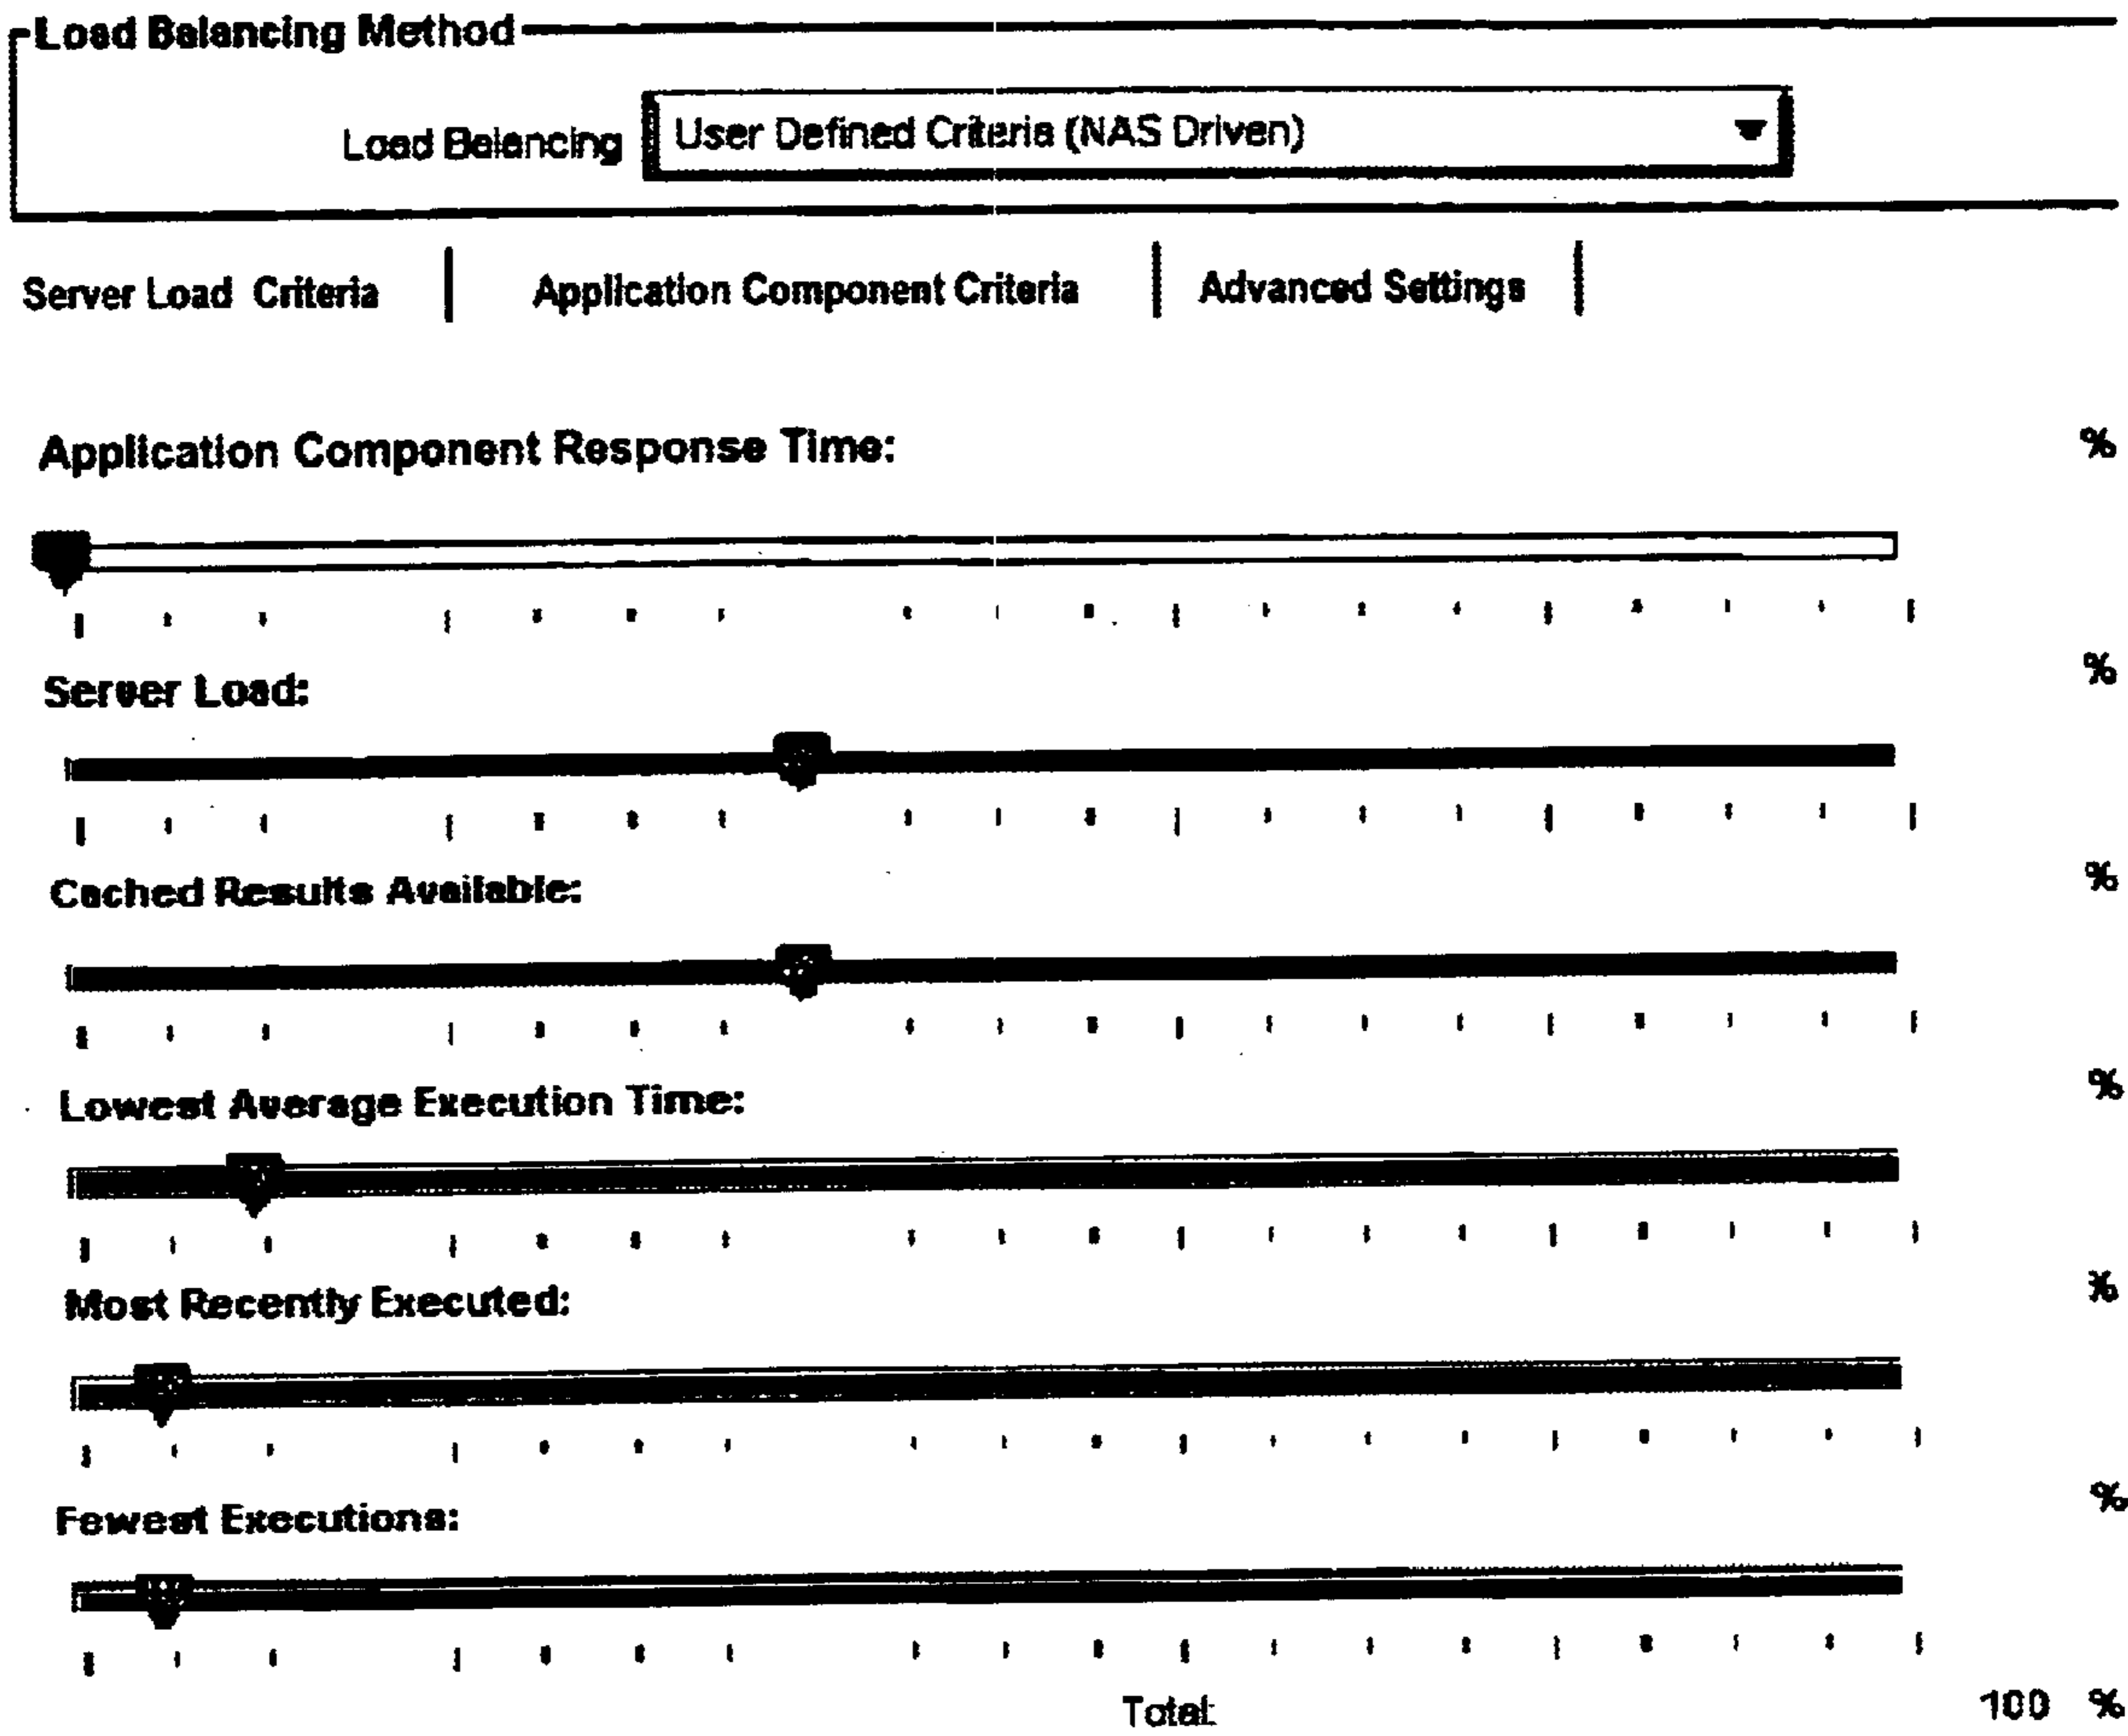 Load Balancing Method
Load Balancing User Defined Criteria (NAS Driven)
Server Load Criteria Application Component Criteria Advanced Settings
Application Component Response Time: %
Server Load: %
Cached Results Available: %
Lowest Average Execution Time: %
Most Recently Executed: %
Fewest Executions: %
Total: 100 %